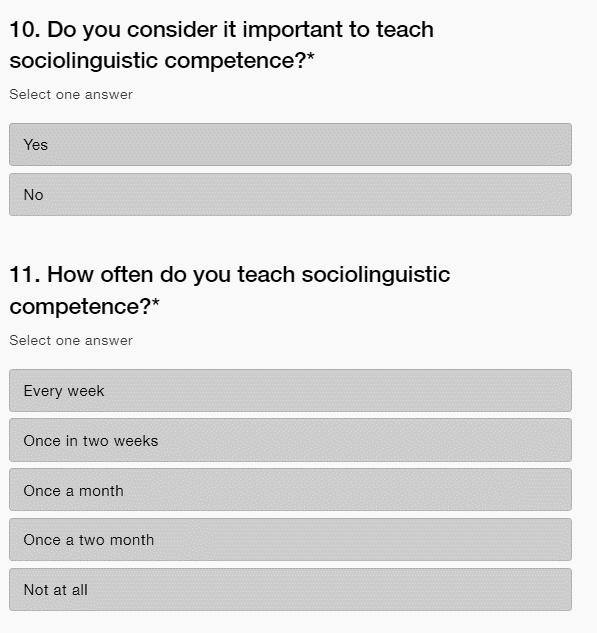 10. Do you consider it important to teach
sociolinguistic competence?*
Select one answer
Yes
No
11. How often do you teach sociolinguistic
competence?*
Select one answer
Every week
Once in two weeks
Once a month
Once a two month
Not at all